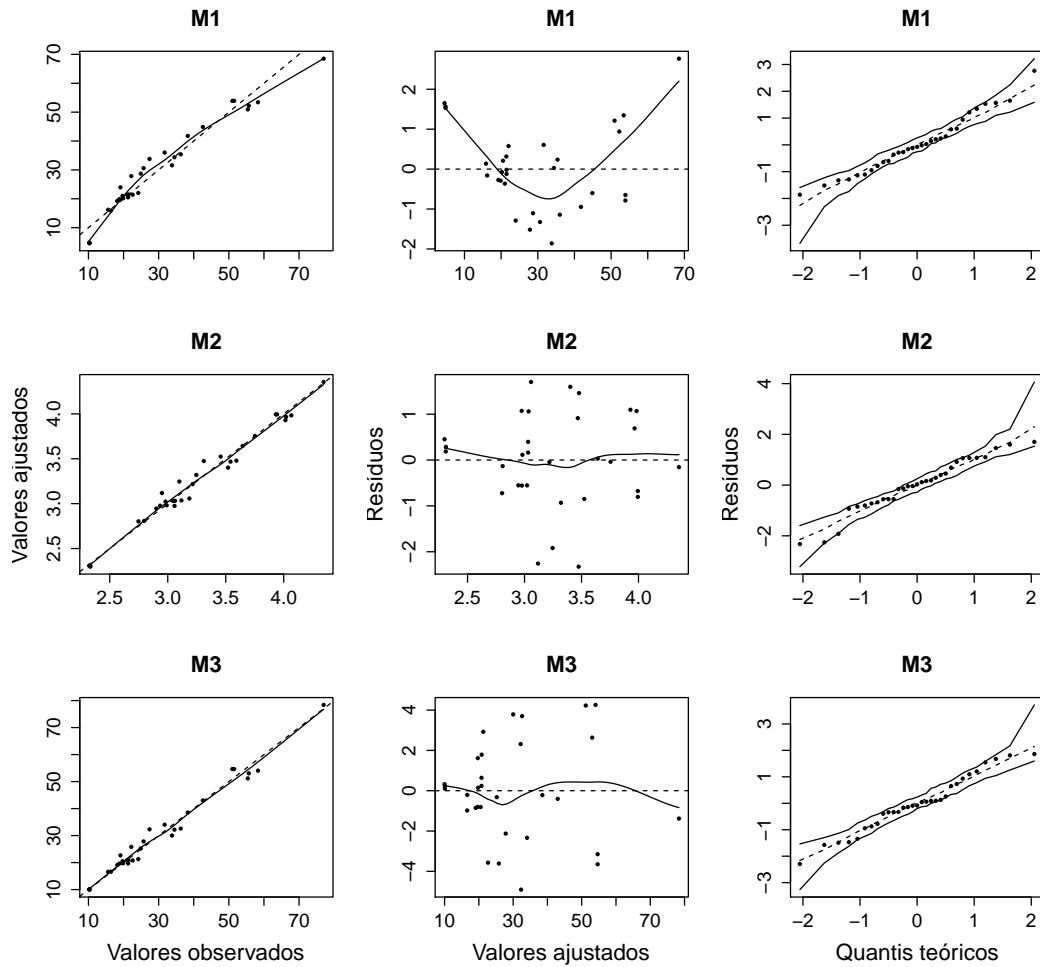 M1
M1
M1
70
50
30
10
10 30 50 70
2
1
0
−1
−2
10 30 50 70
3
1
−1
−3
−2 −1 0 1 2
M2
M2
M2
Valores ajustados
4.0
3.5
3.0
2.5
2.5 3.0 3.5 4.0
Resíduos
1
0
−1
−2
2.5 3.0 3.5 4.0
Resíduos
4
2
0
−2
−2 −1 0 1 2
M3
M3
M3
70
50
30
10
10 30 50 70
Valores observados
4
2
0
−2
−4
10 30 50 70
Valores ajustados
3
1
−1
−3
−2 −1 0 1 2
Quantis teóricos